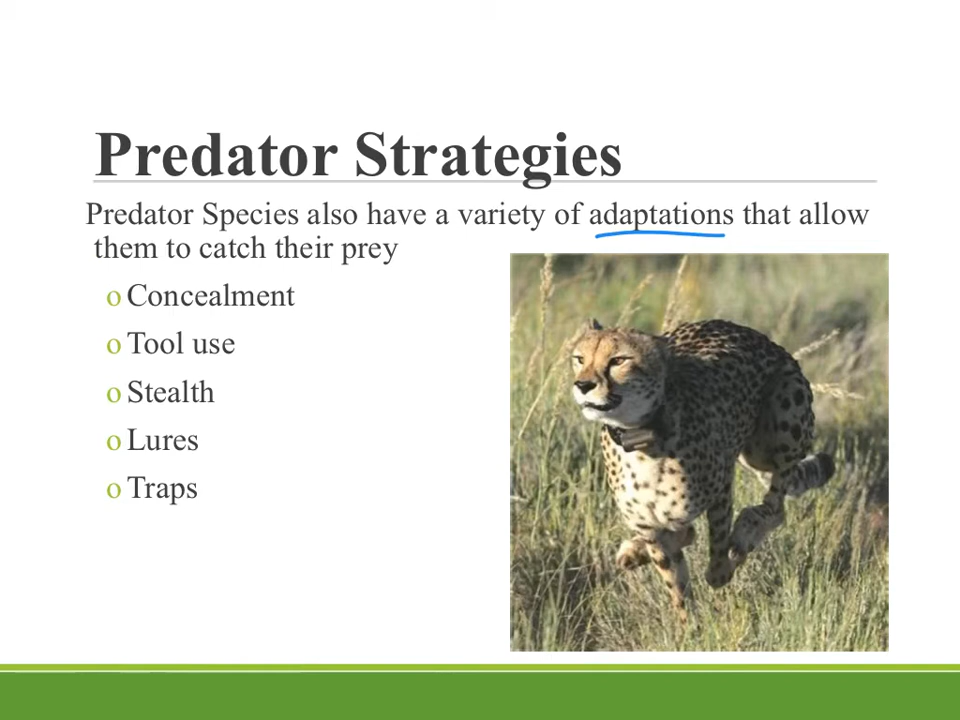 Predator Strategies
Predator Species also have a variety of adaptations that allow
them to catch their prey
o Concealment
o Tool use
o Stealth
o Lures
o Traps